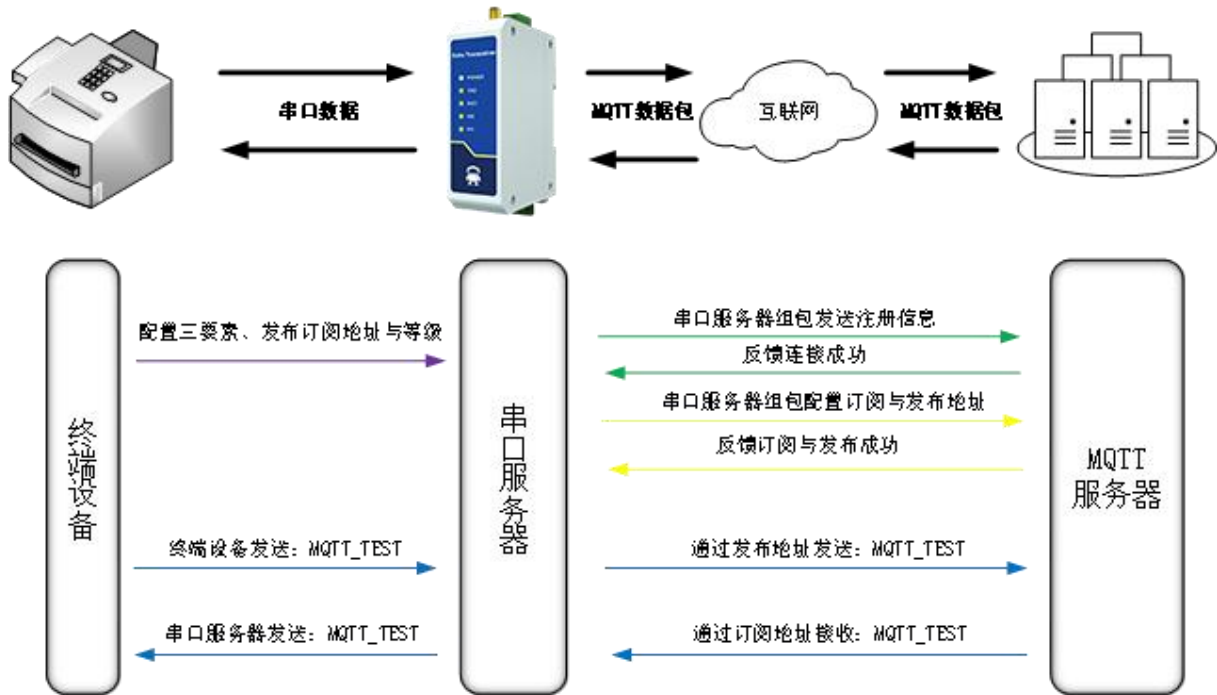 串口数据
MQTT数据包
互联网
MQTT数据包
配置三要素、发布订阅地址与等级
串口服务器组包发送注册信息
反馈连接成功
串口服务器组包配置订阅与发布地址
反馈订阅与发布成功
终端设备
串口服务器
MQTT
服务器
终端设备发送：MQTT_TEST
通过发布地址发送：MQTT_TEST
串口服务器发送：MQTT_TEST
通过订阅地址接收：MQTT_TEST